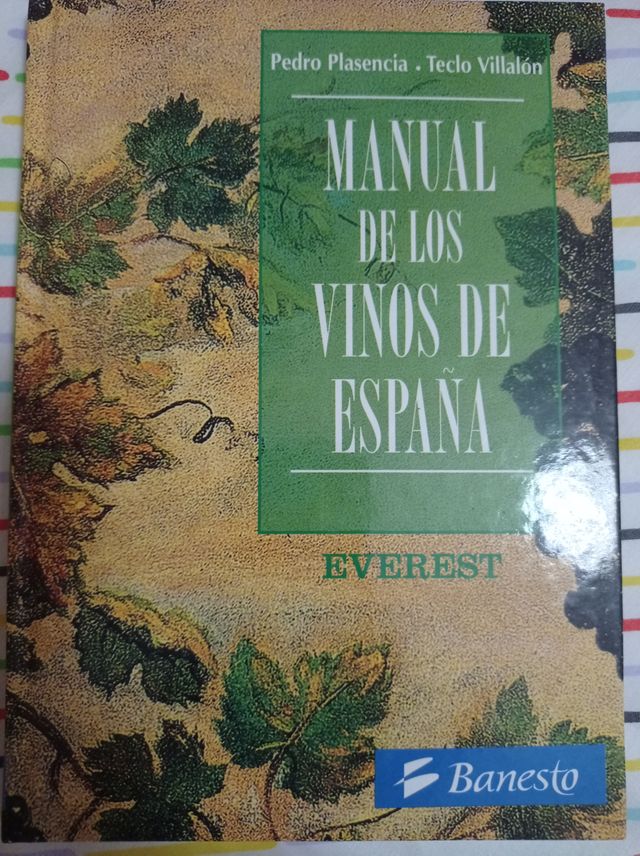 Pedro Plasencia • Teclo Villalón
MANUAL
DE LOS
VINOS DE
ESPAÑA
EVEREST
Banesto